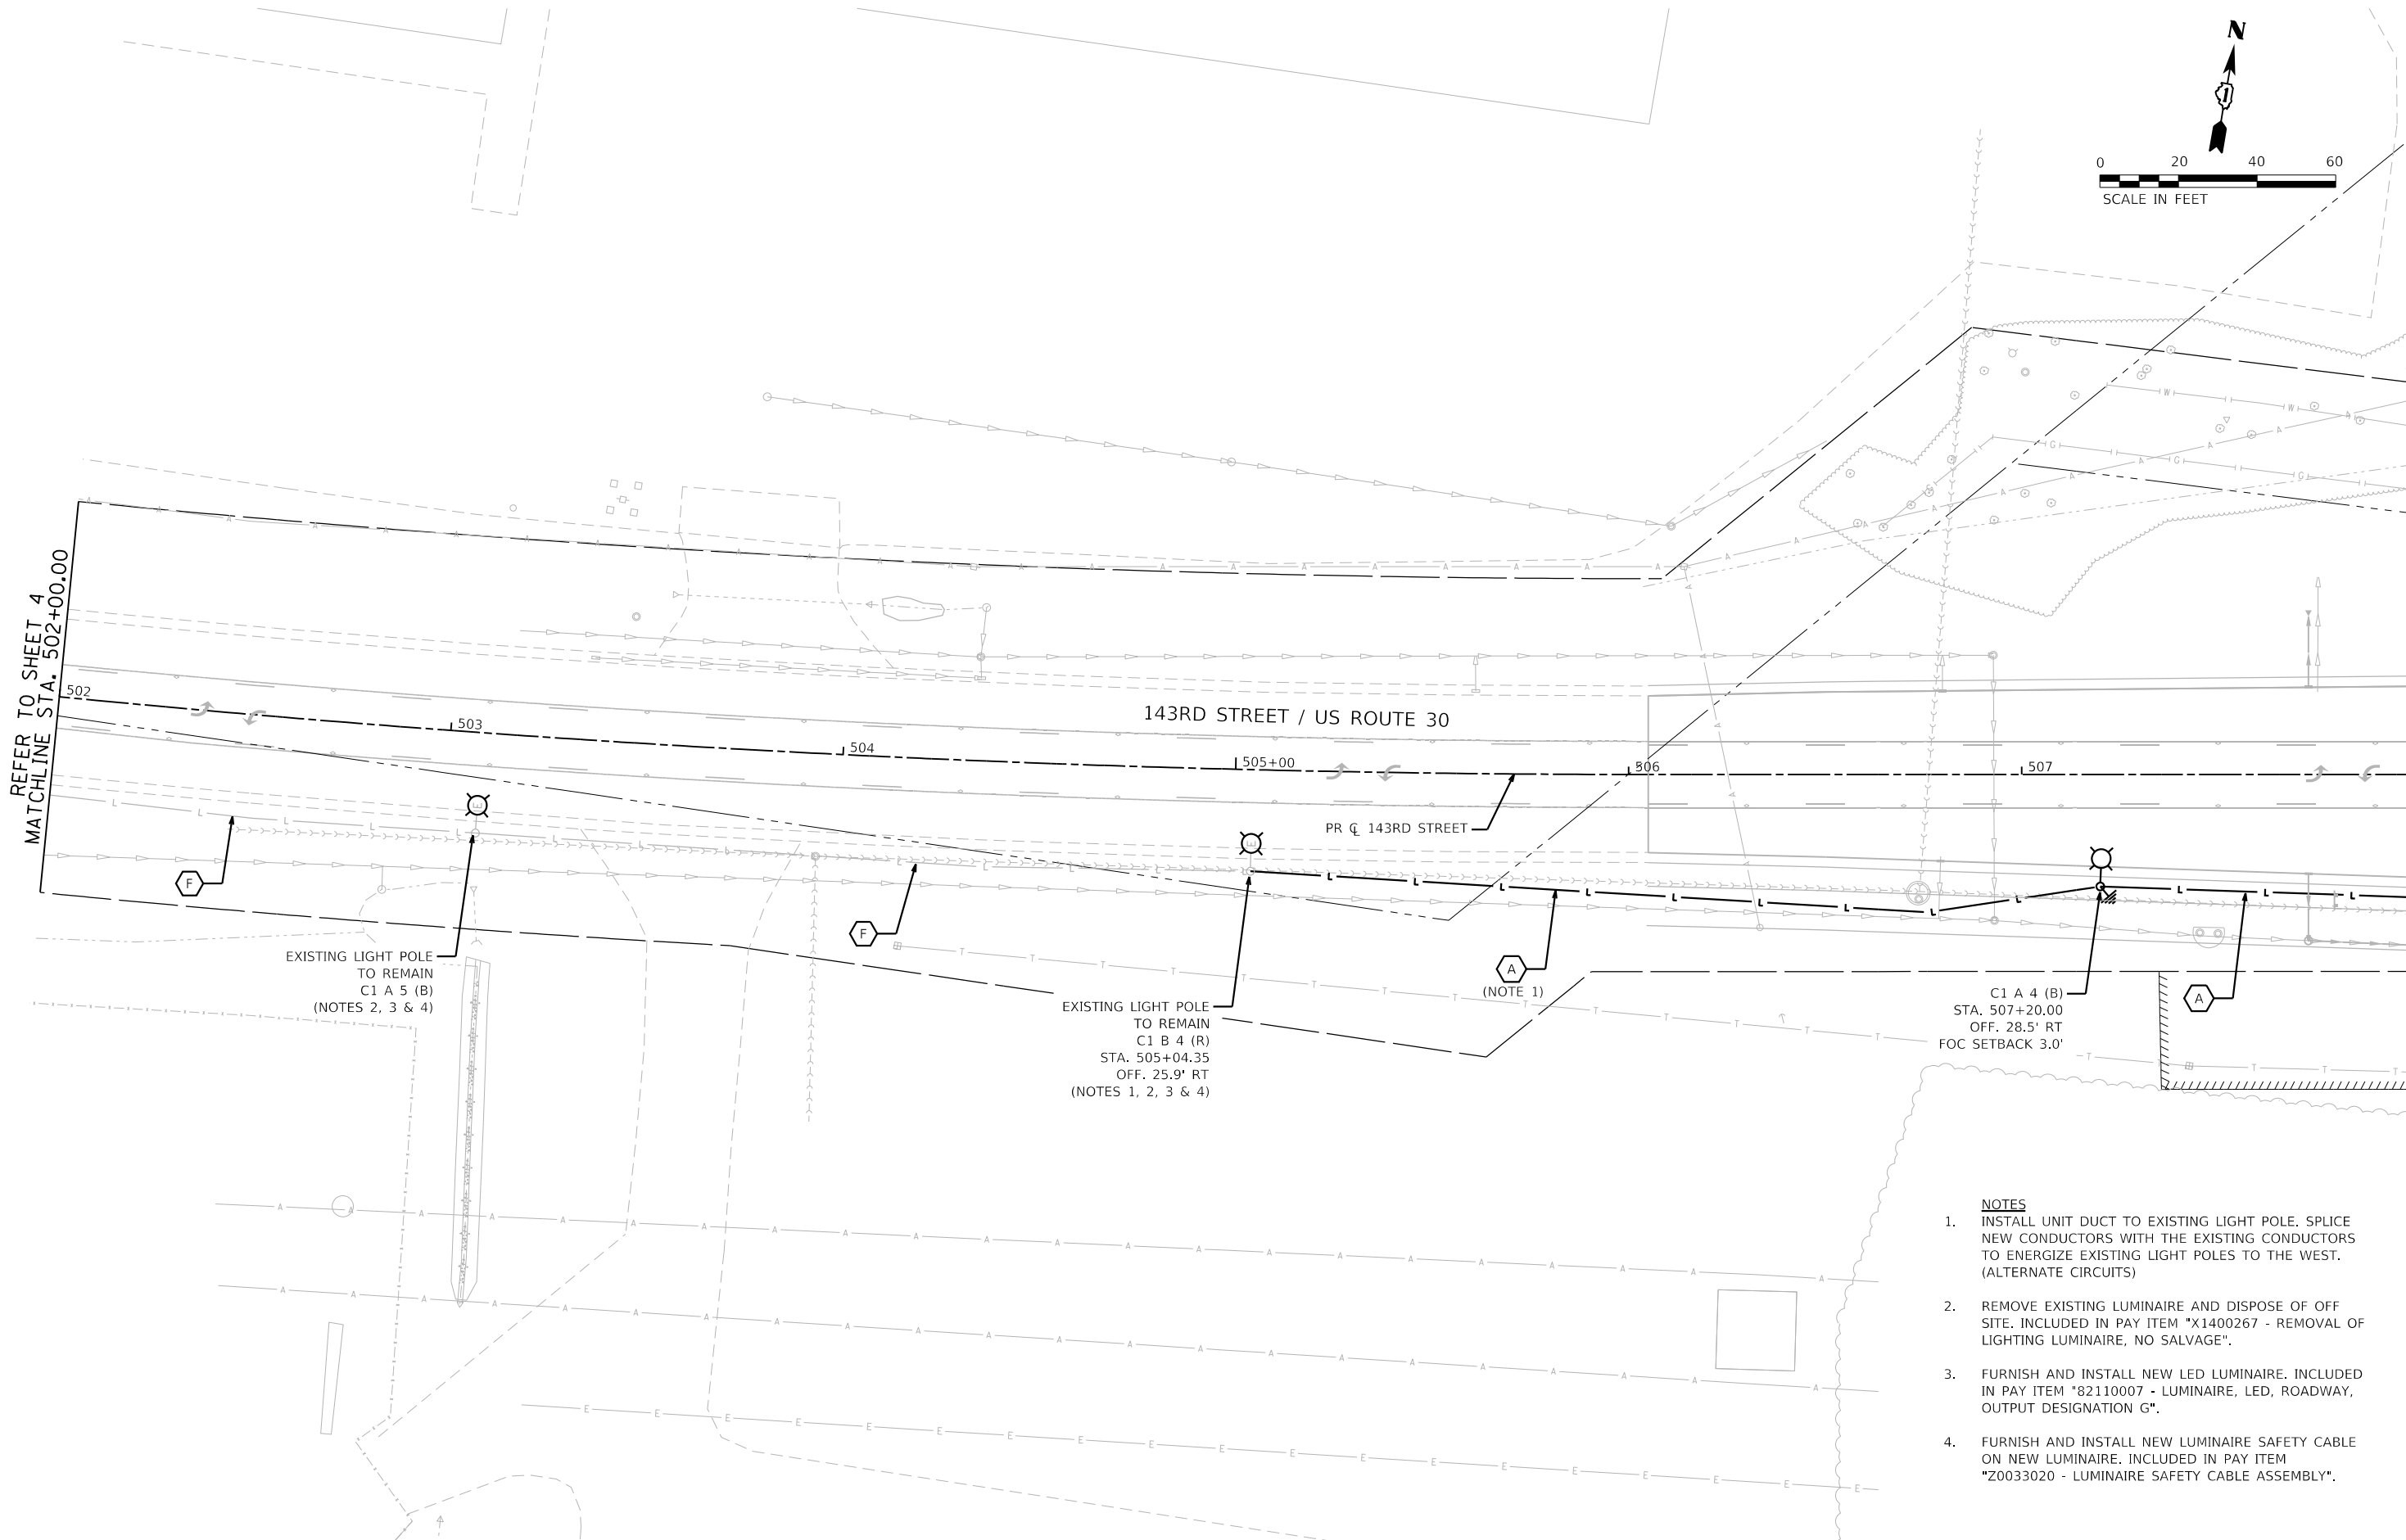 N
0 20 40 60
SCALE IN FEET
REFER TO SHEET 4
MATCHLINE STA. 502+00.00
502
503
504
505+00
506
507
143RD STREET / US ROUTE 30
PR ℄ 143RD STREET
F
F
A
(NOTE 1)
A
EXISTING LIGHT POLE
TO REMAIN
C1 A 5 (B)
(NOTES 2, 3 & 4)
EXISTING LIGHT POLE
TO REMAIN
C1 B 4 (R)
STA. 505+04.35
OFF. 25.9' RT
(NOTES 1, 2, 3 & 4)
C1 A 4 (B)
STA. 507+20.00
OFF. 28.5' RT
FOC SETBACK 3.0'
NOTES
1. INSTALL UNIT DUCT TO EXISTING LIGHT POLE. SPLICE
NEW CONDUCTORS WITH THE EXISTING CONDUCTORS
TO ENERGIZE EXISTING LIGHT POLES TO THE WEST.
(ALTERNATE CIRCUITS)
2. REMOVE EXISTING LUMINAIRE AND DISPOSE OF OFF
SITE. INCLUDED IN PAY ITEM "X1400267 - REMOVAL OF
LIGHTING LUMINAIRE, NO SALVAGE".
3. FURNISH AND INSTALL NEW LED LUMINAIRE. INCLUDED
IN PAY ITEM "82110007 - LUMINAIRE, LED, ROADWAY,
OUTPUT DESIGNATION G".
4. FURNISH AND INSTALL NEW LUMINAIRE SAFETY CABLE
ON NEW LUMINAIRE. INCLUDED IN PAY ITEM
"Z0033020 - LUMINAIRE SAFETY CABLE ASSEMBLY".